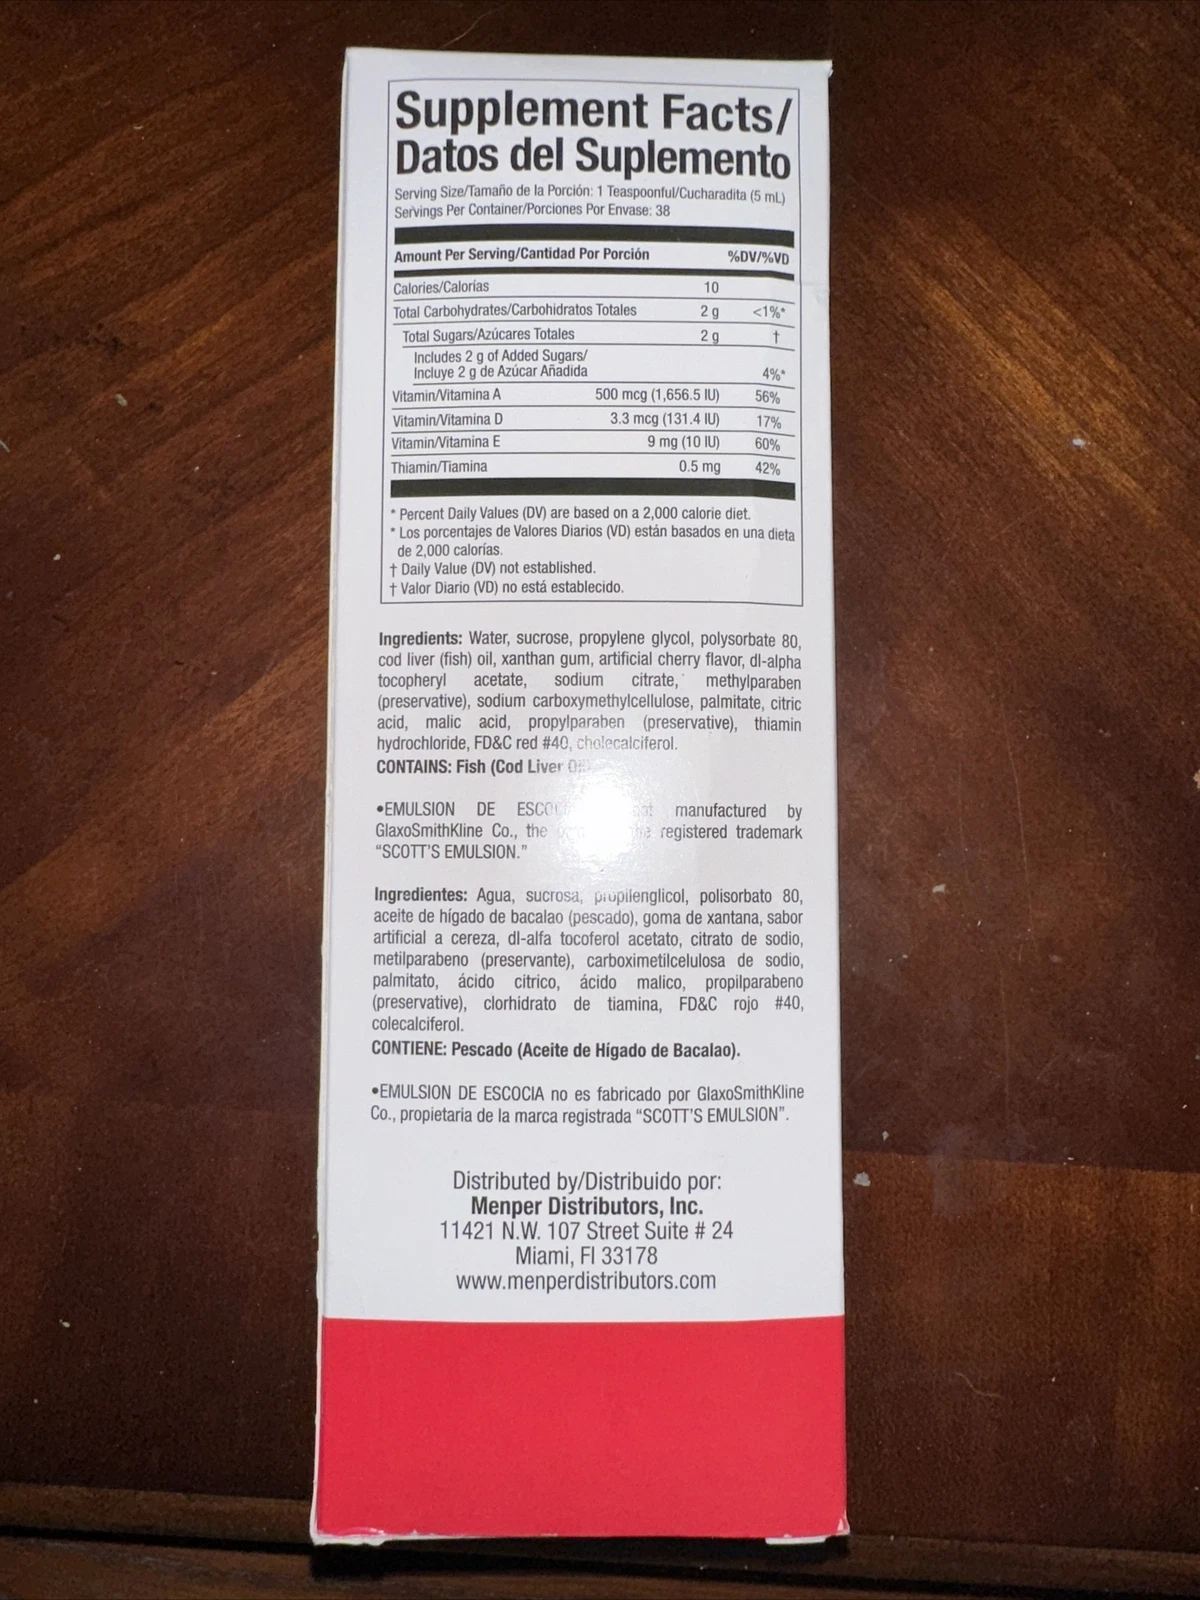 Supplement Facts/
Datos del Suplemento
Serving Size/Tamaño de la Porción: 1 Teaspoonful/Cucharadita (5 mL)
Servings Per Container/Porciones Por Envase: 38
Amount Per Serving/Cantidad Por Porción %DV/%VD
Calories/Calorías 10
Total Carbohydrates/Carbohidratos Totales 2 g <1%*
Total Sugars/Azúcares Totales 2 g †
Includes 2 g of Added Sugars/
Incluye 2 g de Azúcar Añadida 4%*
Vitamin/Vitamina A 500 mcg (1,656.5 IU) 56%
Vitamin/Vitamina D 3.3 mcg (131.4 IU) 17%
Vitamin/Vitamina E 9 mg (10 IU) 60%
Thiamin/Tiamina 0.5 mg 42%
* Percent Daily Values (DV) are based on a 2,000 calorie diet.
* Los porcentajes de Valores Diarios (VD) están basados en una dieta
de 2,000 calorías.
† Daily Value (DV) not established.
† Valor Diario (VD) no está establecido.
Ingredients: Water, sucrose, propylene glycol, polysorbate 80,
cod liver (fish) oil, xanthan gum, artificial cherry flavor, dl-alpha
tocopheryl acetate, sodium citrate, methylparaben
(preservative), sodium carboxymethylcellulose, palmitate, citric
acid, malic acid, propylparaben (preservative), thiamin
hydrochloride, FD&C red #40, cholecalciferol.
CONTAINS: Fish (Cod Liver
•EMULSION DE manufactured by
GlaxoSmithKline Co., the registered trademark
"SCOTT'S EMULSION."
Ingredientes: Agua, sucrosa, propilenglicol, polisorbato 80,
aceite de hígado de bacalao (pescado), goma de xantana, sabor
artificial a cereza, dl-alfa tocoferol acetato, citrato de sodio,
metilparabeno (preservante), carboximetilcelulosa de sodio,
palmitato, ácido cítrico, ácido malico, propilparabeno
(preservative), clorhidrato de tiamina, FD&C rojo #40,
colecalciferol.
CONTIENE: Pescado (Aceite de Hígado de Bacalao).
•EMULSION DE ESCOCIA no es fabricado por GlaxoSmithKline
Co., propietaria de la marca registrada "SCOTT'S EMULSION".
Distributed by/Distribuido por:
Menper Distributors, Inc.
11421 N.W. 107 Street Suite # 24
Miami, Fl 33178
www.menperdistributors.com